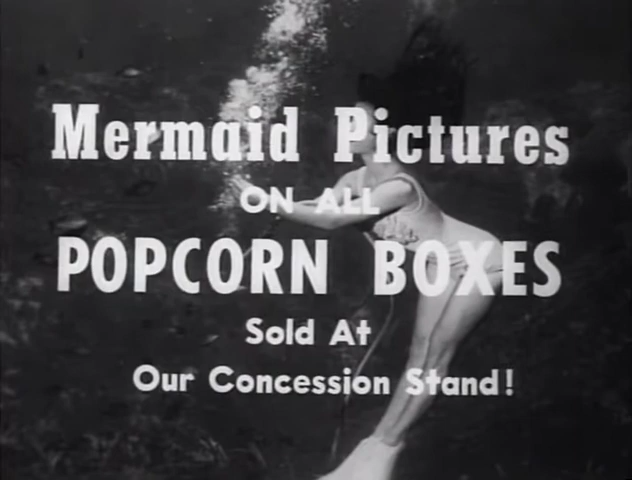 Mermaid Pictures
ON ALL
POPCORN BOXES
Sold At
Our Concession Stand!